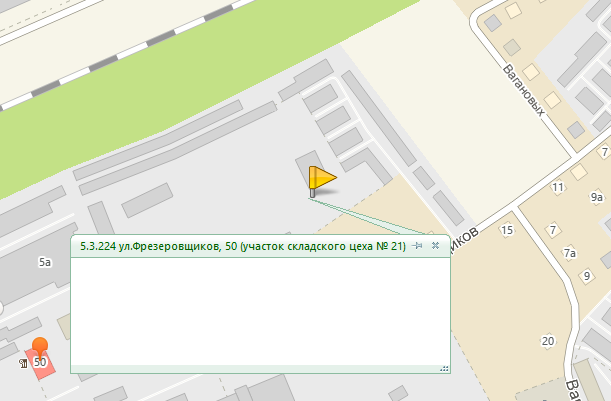 Вагановых
7
11
9а
5.3.224 ул.Фрезеровщиков, 50 (участок складского цеха № 21)
иков
15
7
7а
5а
9
50
20
Ва